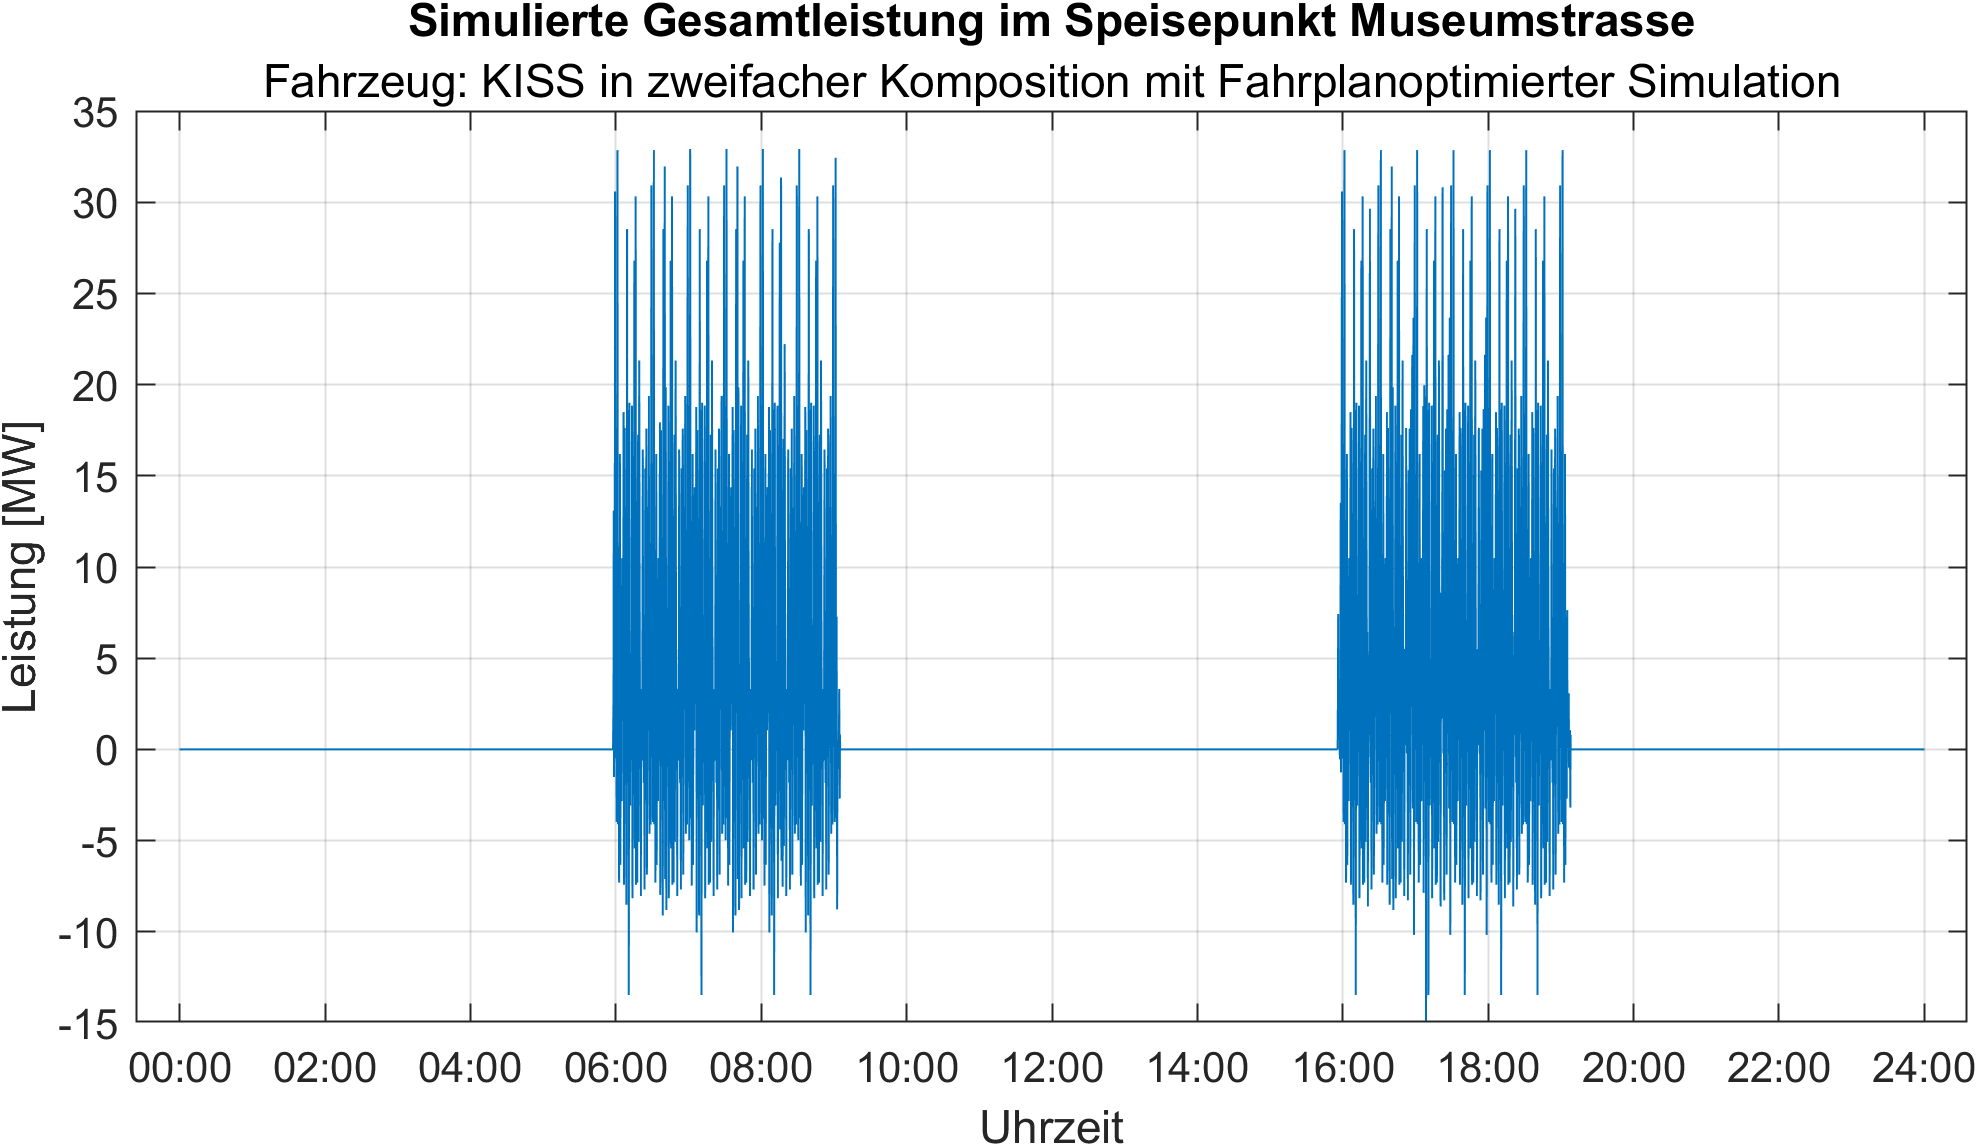 Simulierte Gesamtleistung im Speisepunkt Museumstrasse
Fahrzeug: KISS in zweifacher Komposition mit Fahrplanoptimierter Simulation
35
30
25
20
15
10
5
0
-5
-10
-15
Leistung [MW]
00:00 02:00 04:00 06:00 08:00 10:00 12:00 14:00 16:00 18:00 20:00 22:00 24:00
Uhrzeit